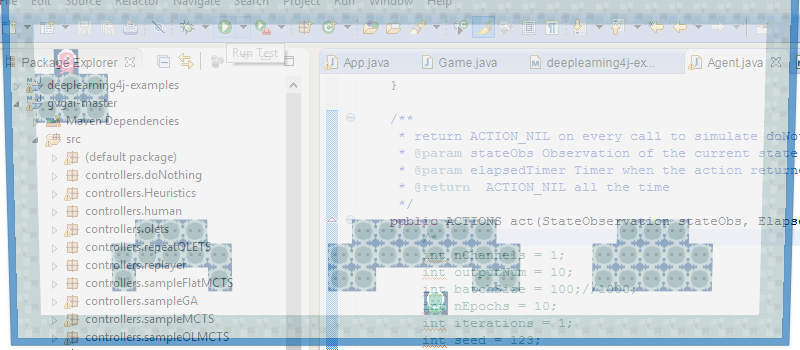 File Edit Source Refactor Navigate Search Project Run Window Help
Run Test
Package Explorer
App.java Game.java deeplearning4j-ex... Agent.java
deeplearning4j-examples
gvgai-master
Maven Dependencies
src
(default package)
controllers.doNothing
controllers.Heuristics
controllers.human
controllers.olets
controllers.repeatOLETS
controllers.replayer
controllers.sampleFlatMCTS
controllers.sampleGA
controllers.sampleMCTS
controllers.sampleOLMCTS
}
/**
* return ACTION_NIL on every call to simulate doNot
* @param stateObs Observation of the current state
* @param elapsedTimer Timer when the action return
* @return ACTION_NIL all the time
*/
public ACTIONS act(StateObservation stateObs, Elaps
int nChannels = 1;
int outputNum = 10;
int batchSize = 100;//1000;
int nEpochs = 10;
int iterations = 1;
int seed = 123;